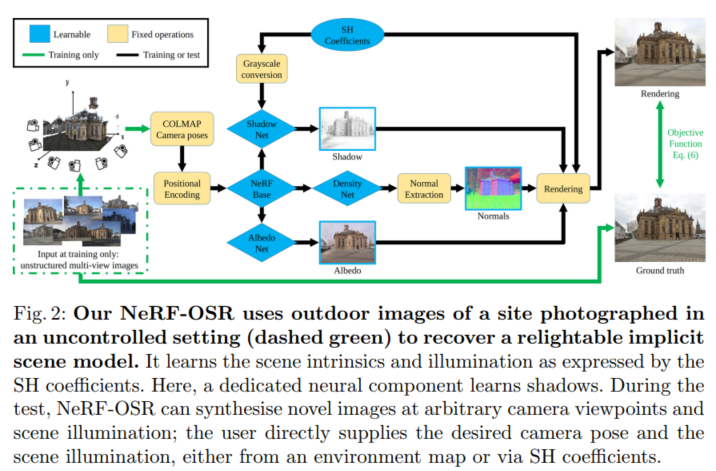 Learnable
Fixed operations
Training only
Training or test
SH
Coefficients
Grayscale
conversion
y
x
z
COLMAP
Camera poses
Shadow
Net
Shadow
Rendering
Objective
Function
Eq. (6)
Positional
Encoding
NeRF
Base
Density
Net
Normal
Extraction
Normals
Rendering
Input at training only:
unstructured multi-view images
Albedo
Net
Albedo
Ground truth
Fig. 2: Our NeRF-OSR uses outdoor images of a site photographed in
an uncontrolled setting (dashed green) to recover a relightable implicit
scene model. It learns the scene intrinsics and illumination as expressed by the
SH coefficients. Here, a dedicated neural component learns shadows. During the
test, NeRF-OSR can synthesise novel images at arbitrary camera viewpoints and
scene illumination; the user directly supplies the desired camera pose and the
scene illumination, either from an environment map or via SH coefficients.